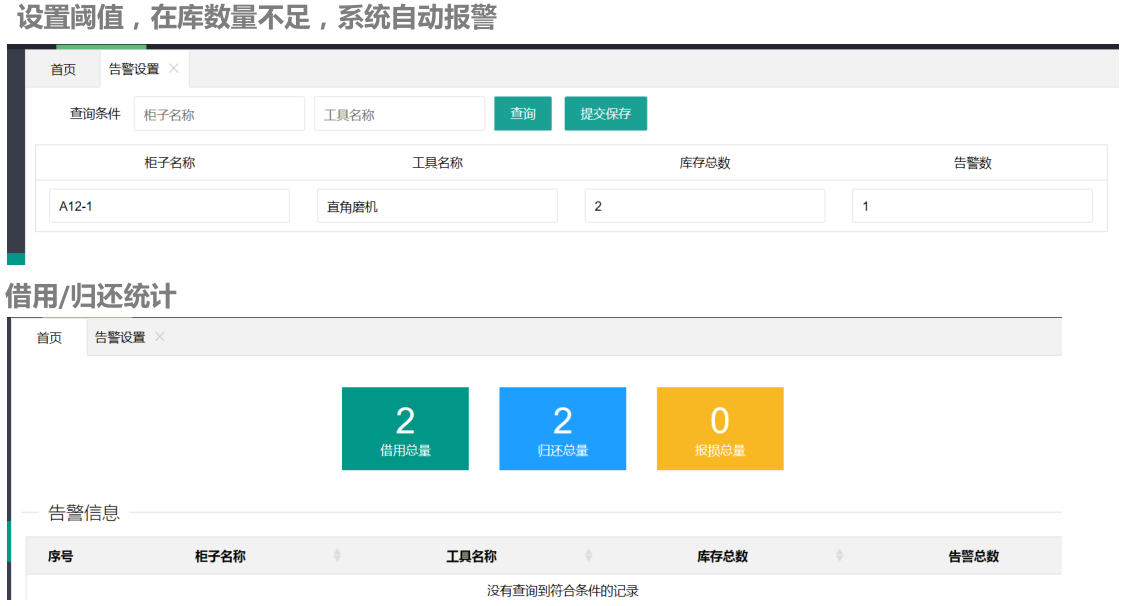 设置阈值，在库数量不足，系统自动报警
首页 告警设置
查询条件 柜子名称 工具名称 查询 提交保存
柜子名称 工具名称 库存总数 告警数
A12-1 直角磨机 2 1
借用/归还统计
首页 告警设置
2 2 0
借用总量 归还总量 报损总量
告警信息
序号 柜子名称 工具名称 库存总数 告警总数
没有查询到符合条件的记录